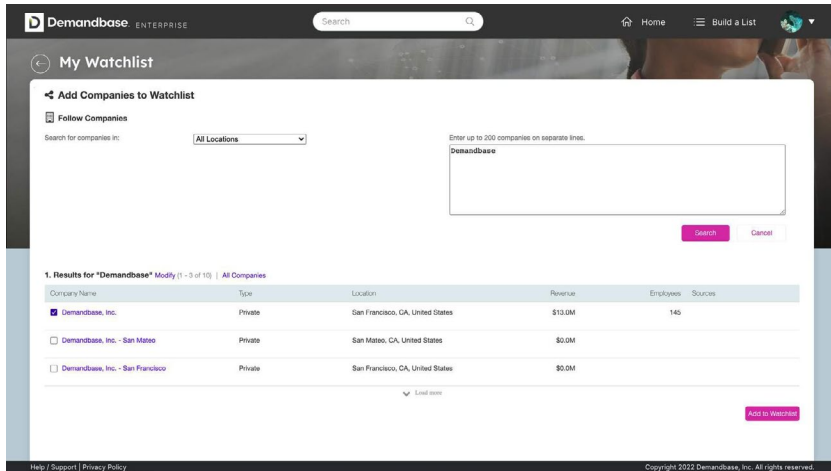 Demandbase. ENTERPRISE
Search
Home
Build a List
My Watchlist
Add Companies to Watchlist
Follow Companies
Search for companies in:
All Locations
Enter up to 200 companies on separate lines.
Demandbase
Search
Cancel
1. Results for "Demandbase" Modify (1 - 3 of 10) | All Companies
Company Name Type Location Revenue Employees Sources
Demandbase, Inc. Private San Francisco, CA, United States $13.0M 145
Demandbase, Inc. - San Mateo Private San Mateo, CA, United States $0.0M
Demandbase, Inc. - San Francisco Private San Francisco, CA, United States $0.0M
Load more
Add to Watchlist
Help / Support | Privacy Policy
Copyright 2022 Demandbase, Inc. All rights reserved.